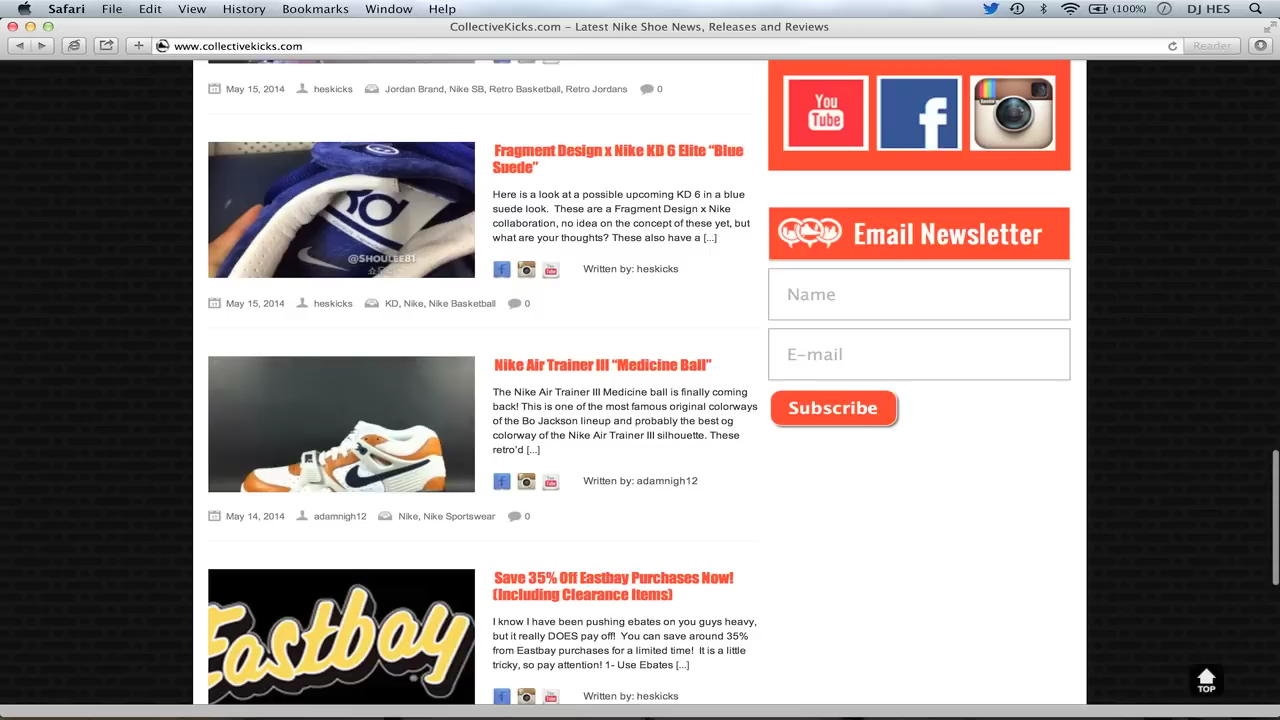 Safari File Edit View History Bookmarks Window Help (100%) DJ HES
CollectiveKicks.com – Latest Nike Shoe News, Releases and Reviews
www.collectivekicks.com Reader
May 15, 2014 heskicks Jordan Brand, Nike SB, Retro Basketball, Retro Jordans 0
You
Tube
Fragment Design x Nike KD 6 Elite “Blue
Suede”
Here is a look at a possible upcoming KD 6 in a blue
suede look. These are a Fragment Design x Nike
collaboration, no idea on the concept of these yet, but
what are your thoughts? These also have a [...]
@SHOULEE81
Written by: heskicks
May 15, 2014 heskicks KD, Nike, Nike Basketball 0
Email Newsletter
Name
E-mail
Subscribe
Nike Air Trainer III “Medicine Ball”
The Nike Air Trainer III Medicine ball is finally coming
back! This is one of the most famous original colorways
of the Bo Jackson lineup and probably the best og
colorway of the Nike Air Trainer III silhouette. These
retro’d [...]
Written by: adamnigh12
May 14, 2014 adamnigh12 Nike, Nike Sportswear 0
Save 35% Off Eastbay Purchases Now!
(Including Clearance Items)
I know I have been pushing ebates on you guys heavy,
but it really DOES pay off! You can save around 35%
from Eastbay purchases for a limited time! It is a little
tricky, so pay attention! 1- Use Ebates [...]
Eastbay
Written by: heskicks
TOP